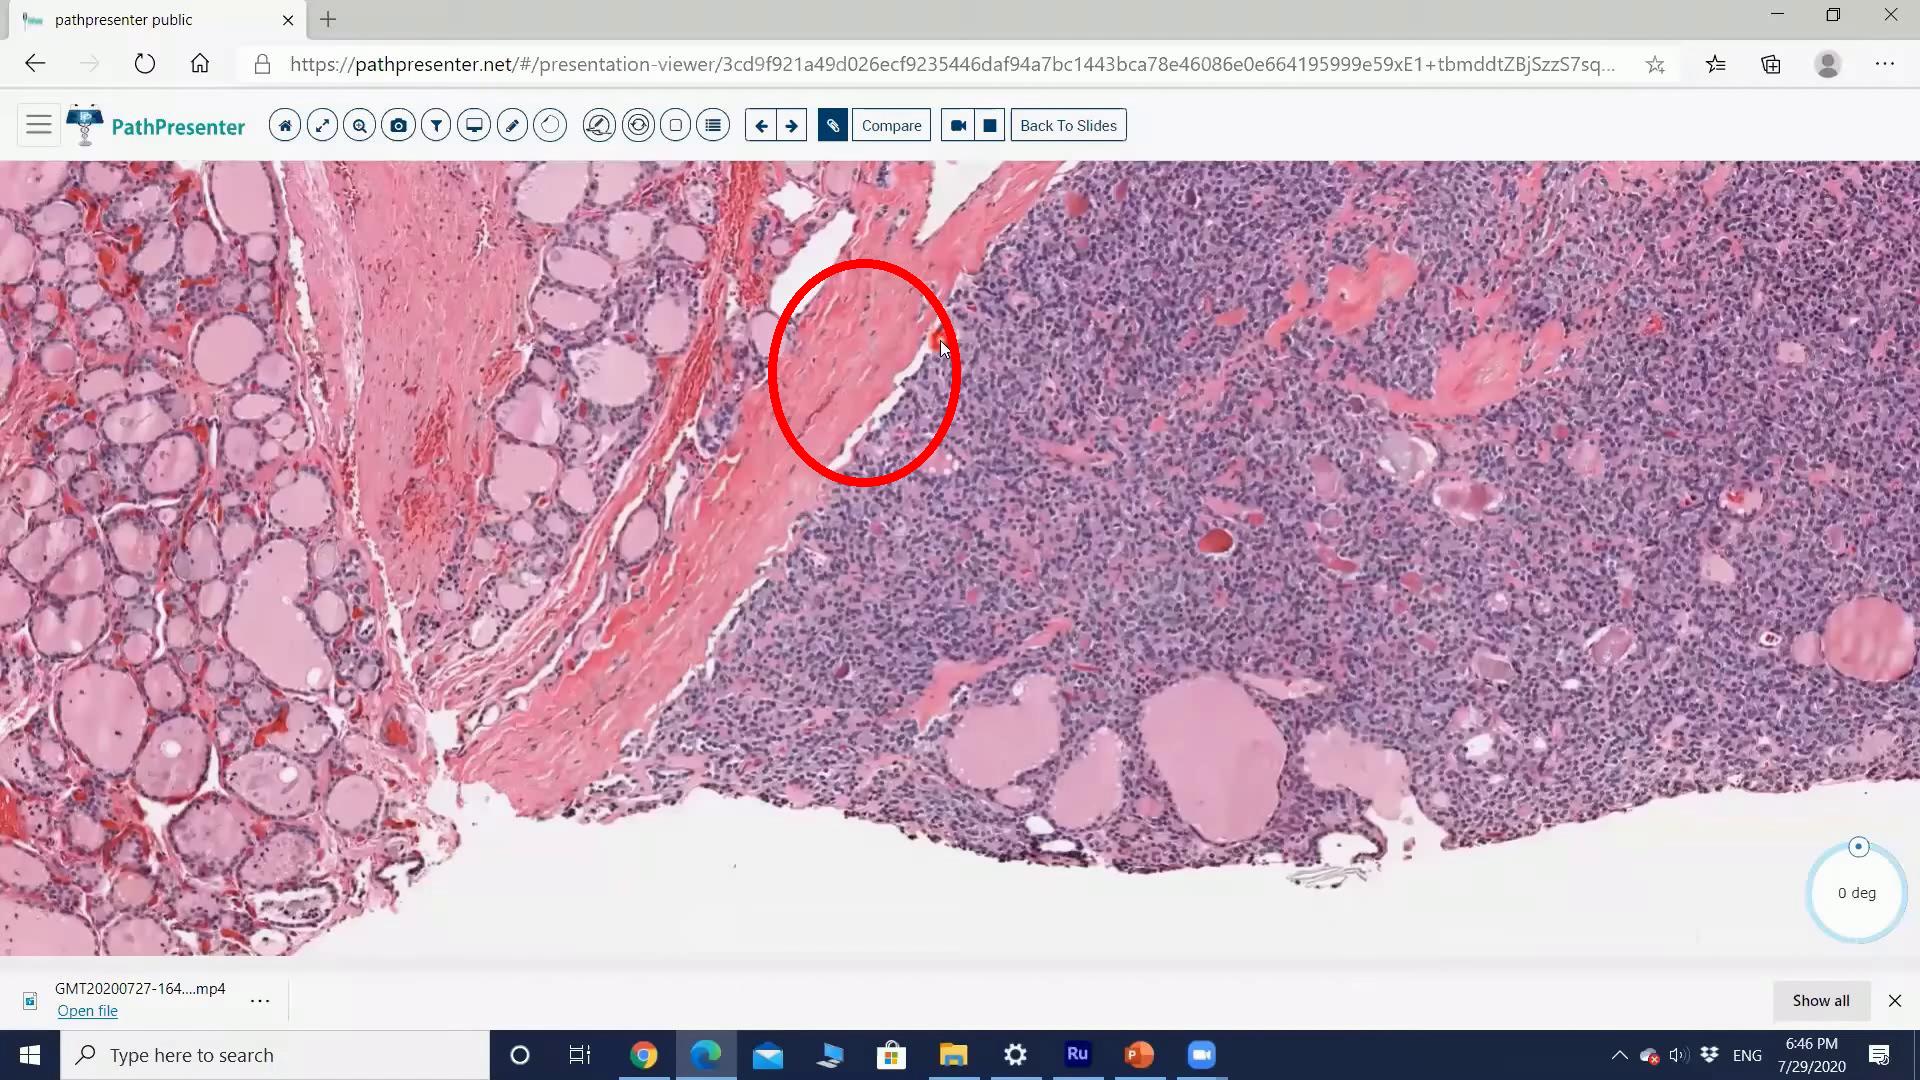 pathpresenter public
https://pathpresenter.net/#/presentation-viewer/3cd9f921a49d026ecf9235446daf94a7bc1443bca78e46086e0e664195999e59xE1+tbmddtZBjSzzS7sq...
PathPresenter
Compare
Back To Slides
0 deg
GMT20200727-164....mp4
Open file
Show all
Type here to search
Ru
P
ENG
6:46 PM
7/29/2020